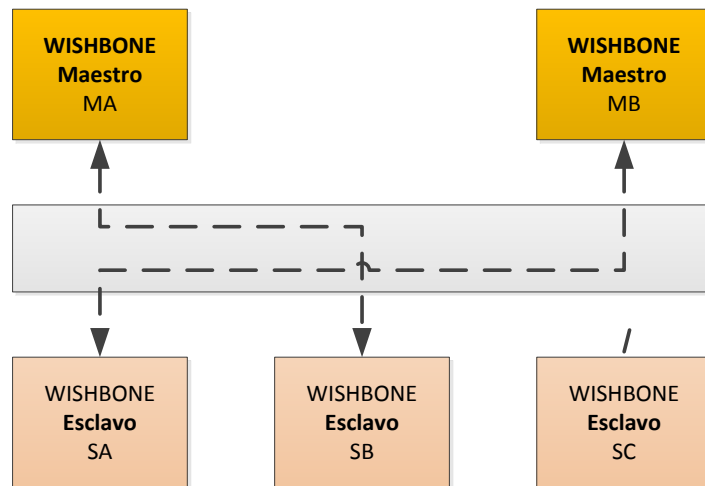 WISHBONE
Maestro
MA
WISHBONE
Maestro
MB
WISHBONE
Esclavo
SA
WISHBONE
Esclavo
SB
WISHBONE
Esclavo
SC